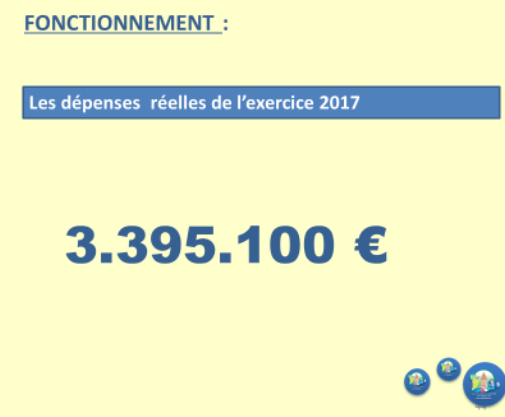 FONCTIONNEMENT :
Les dépenses réelles de l'exercice 2017
3.395.100 €